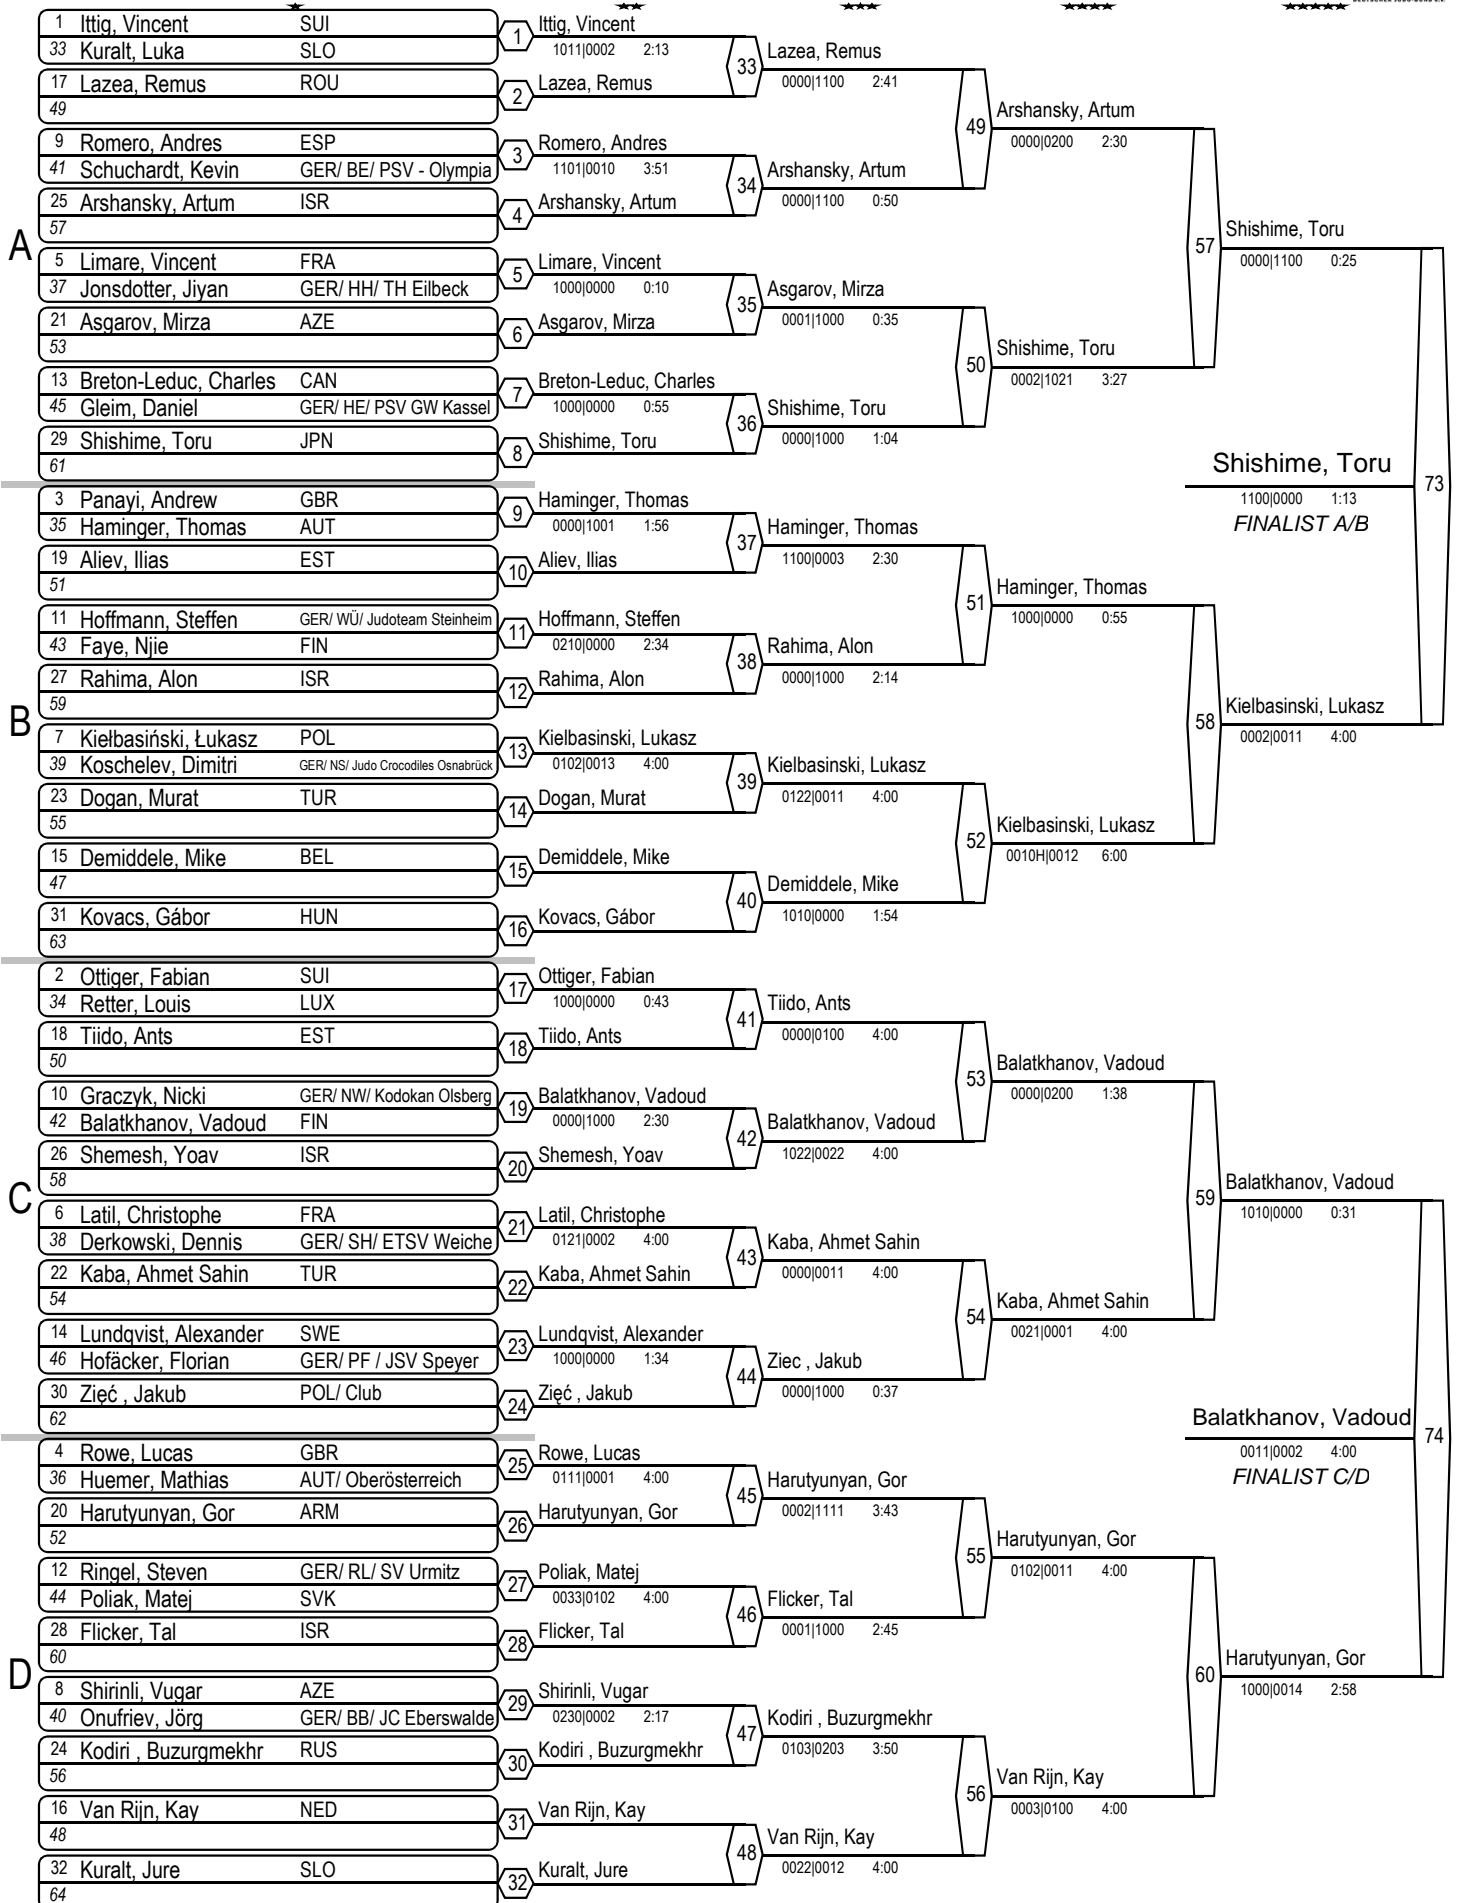 1 Ittig, Vincent SUI
33 Kuralt, Luka SLO
17 Lazea, Remus ROU
49
9 Romero, Andres ESP
41 Schuchardt, Kevin GER/ BE/ PSV - Olympia
25 Arshansky, Artum ISR
57
A
5 Limare, Vincent FRA
37 Jonsdotter, Jiyan GER/ HH/ TH Eilbeck
21 Asgarov, Mirza AZE
53
13 Breton-Leduc, Charles CAN
45 Gleim, Daniel GER/ HE/ PSV GW Kassel
29 Shishime, Toru JPN
61
3 Panayi, Andrew GBR
35 Haminger, Thomas AUT
19 Aliev, Ilias EST
51
11 Hoffmann, Steffen GER/ WÜ/ Judoteam Steinheim
43 Faye, Njie FIN
27 Rahima, Alon ISR
59
B
7 Kiełbasiński, Łukasz POL
39 Koschelev, Dimitri GER/ NS/ Judo Crocodiles Osnabrück
23 Dogan, Murat TUR
55
15 Demiddele, Mike BEL
47
31 Kovacs, Gábor HUN
63
2 Ottiger, Fabian SUI
34 Retter, Louis LUX
18 Tiido, Ants EST
50
10 Graczyk, Nicki GER/ NW/ Kodokan Olsberg
42 Balatkhanov, Vadoud FIN
26 Shemesh, Yoav ISR
58
C
6 Latil, Christophe FRA
38 Derkowski, Dennis GER/ SH/ ETSV Weiche
22 Kaba, Ahmet Sahin TUR
54
14 Lundqvist, Alexander SWE
46 Hofäcker, Florian GER/ PF / JSV Speyer
30 Zięć , Jakub POL/ Club
62
4 Rowe, Lucas GBR
36 Huemer, Mathias AUT/ Oberösterreich
20 Harutyunyan, Gor ARM
52
12 Ringel, Steven GER/ RL/ SV Urmitz
44 Poliak, Matej SVK
28 Flicker, Tal ISR
60
D
8 Shirinli, Vugar AZE
40 Onufriev, Jörg GER/ BB/ JC Eberswalde
24 Kodiri , Buzurgmekhr RUS
56
16 Van Rijn, Kay NED
48
32 Kuralt, Jure SLO
64
1 Ittig, Vincent
1011|0002 2:13
2 Lazea, Remus
3 Romero, Andres
1101|0010 3:51
4 Arshansky, Artum
5 Limare, Vincent
1000|0000 0:10
6 Asgarov, Mirza
7 Breton-Leduc, Charles
1000|0000 0:55
8 Shishime, Toru
9 Haminger, Thomas
0000|1001 1:56
10 Aliev, Ilias
11 Hoffmann, Steffen
0210|0000 2:34
12 Rahima, Alon
13 Kielbasinski, Lukasz
0102|0013 4:00
14 Dogan, Murat
15 Demiddele, Mike
16 Kovacs, Gábor
17 Ottiger, Fabian
1000|0000 0:43
18 Tiido, Ants
19 Balatkhanov, Vadoud
0000|1000 2:30
20 Shemesh, Yoav
21 Latil, Christophe
0121|0002 4:00
22 Kaba, Ahmet Sahin
23 Lundqvist, Alexander
1000|0000 1:34
24 Zięć , Jakub
25 Rowe, Lucas
0111|0001 4:00
26 Harutyunyan, Gor
27 Poliak, Matej
0033|0102 4:00
28 Flicker, Tal
29 Shirinli, Vugar
0230|0002 2:17
30 Kodiri , Buzurgmekhr
31 Van Rijn, Kay
32 Kuralt, Jure
33 Lazea, Remus
0000|1100 2:41
34 Arshansky, Artum
0000|1100 0:50
35 Asgarov, Mirza
0001|1000 0:35
36 Shishime, Toru
0000|1000 1:04
37 Haminger, Thomas
1100|0003 2:30
38 Rahima, Alon
0000|1000 2:14
39 Kielbasinski, Lukasz
0122|0011 4:00
40 Demiddele, Mike
1010|0000 1:54
41 Tiido, Ants
0000|0100 4:00
42 Balatkhanov, Vadoud
1022|0022 4:00
43 Kaba, Ahmet Sahin
0000|0011 4:00
44 Ziec , Jakub
0000|1000 0:37
45 Harutyunyan, Gor
0002|1111 3:43
46 Flicker, Tal
0001|1000 2:45
47 Kodiri , Buzurgmekhr
0103|0203 3:50
48 Van Rijn, Kay
0022|0012 4:00
49 Arshansky, Artum
0000|0200 2:30
50 Shishime, Toru
0002|1021 3:27
51 Haminger, Thomas
1000|0000 0:55
52 Kielbasinski, Lukasz
0010H|0012 6:00
53 Balatkhanov, Vadoud
0000|0200 1:38
54 Kaba, Ahmet Sahin
0021|0001 4:00
55 Harutyunyan, Gor
0102|0011 4:00
56 Van Rijn, Kay
0003|0100 4:00
57 Shishime, Toru
0000|1100 0:25
58 Kielbasinski, Lukasz
0002|0011 4:00
59 Balatkhanov, Vadoud
1010|0000 0:31
60 Harutyunyan, Gor
1000|0014 2:58
Shishime, Toru
73
1100|0000 1:13
FINALIST A/B
Balatkhanov, Vadoud
74
0011|0002 4:00
FINALIST C/D